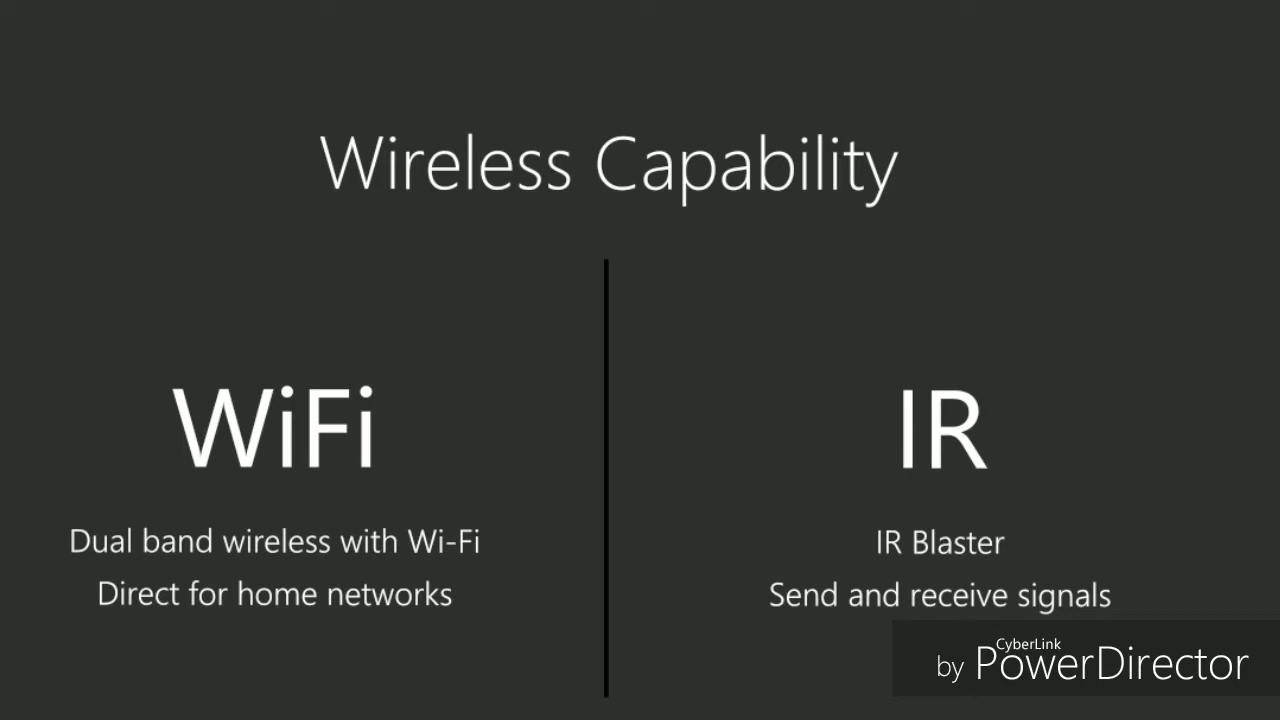 Wireless Capability
WiFi
Dual band wireless with Wi-Fi
Direct for home networks
IR
IR Blaster
Send and receive signals
CyberLink
by PowerDirector